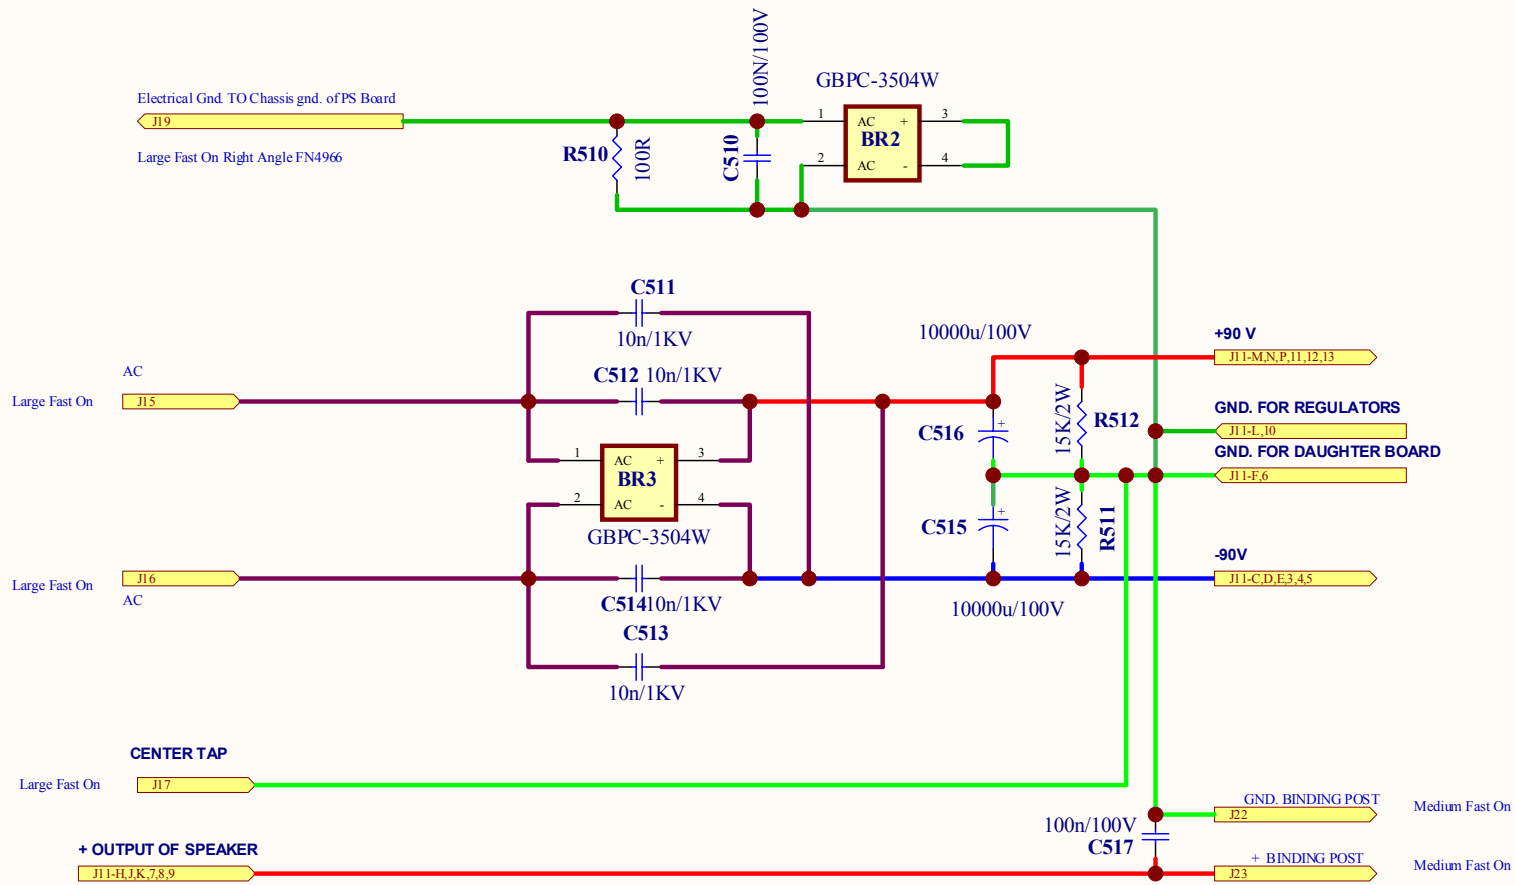 100N/100V
GBPC-3504W
Electrical Gnd. TO Chassis gnd. of PS Board
J19
Large Fast On Right Angle FN4966
R510
100R
C510
1
AC
+
3
BR2
2
AC
-
4
C511
10n/1KV
10000u/100V
+90 V
J11-M,N,P,11,12,13
AC
C512 10n/1KV
Large Fast On
J15
GND. FOR REGULATORS
J11-L,10
R512
15K/2W
C516
+
GND. FOR DAUGHTER BOARD
J11-F,6
1
AC
+
3
BR3
2
AC
-
4
GBPC-3504W
C515
+
15K/2W
R511
-90V
J11-C,D,E,3,4,5
Large Fast On
J16
AC
C514 10n/1KV
10000u/100V
C513
10n/1KV
CENTER TAP
Large Fast On
J17
GND. BINDING POST
J22
Medium Fast On
100n/100V
C517
+ OUTPUT OF SPEAKER
J11-H,J,K,7,8,9
+ BINDING POST
J23
Medium Fast On